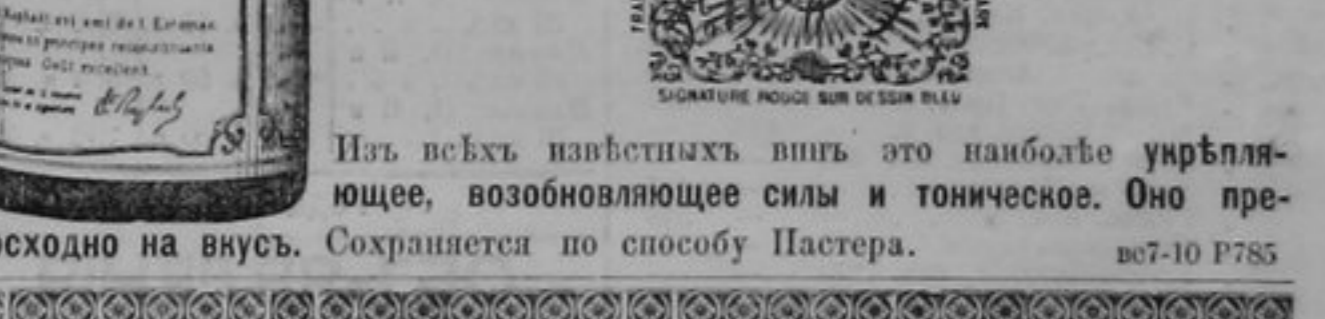 SIGNATURE ROUGE SUR DESSIN BLEU
Изъ всѣхъ извѣстныхъ винъ это наиболѣе укрѣпля-
ющее, возобновляющее силы и тоническое. Оно пре-
осходно на вкусъ. Сохраняется по способу Пастера.
вс7-10 Р785